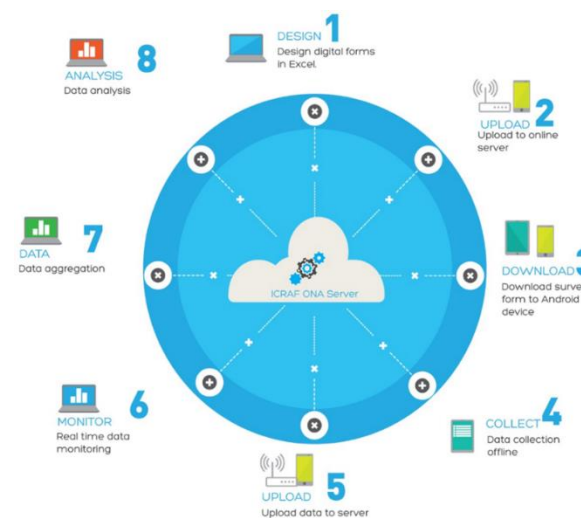 DESIGN 1
Design digital forms
in Excel.
UPLOAD 2
Upload to online
server
DOWNLOAD 3
Download surve
form to Android
device
COLLECT 4
Data collection
offline
UPLOAD 5
Upload data to server
MONITOR 6
Real time data
monitoring
DATA 7
Data aggregation
ANALYSIS 8
Data analysis
ICRAF ONA Server